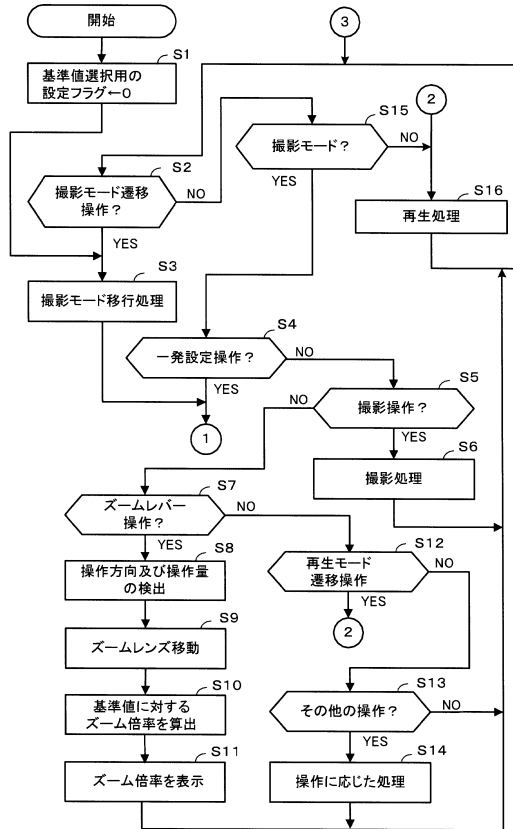 開始
S1
基準値選択用の
設定フラグ←0
3
S2
撮影モード遷移
操作？
NO
YES
S15
撮影モード？
NO
YES
2
S16
再生処理
S3
撮影モード移行処理
S4
一発設定操作？
NO
YES
1
S5
撮影操作？
NO
YES
S6
撮影処理
S7
ズームレバー
操作？
NO
YES
S8
操作方向及び操作量
の検出
S9
ズームレンズ移動
S10
基準値に対する
ズーム倍率を算出
S11
ズーム倍率を表示
S12
再生モード
遷移操作
NO
YES
2
S13
その他の操作？
NO
YES
S14
操作に応じた処理